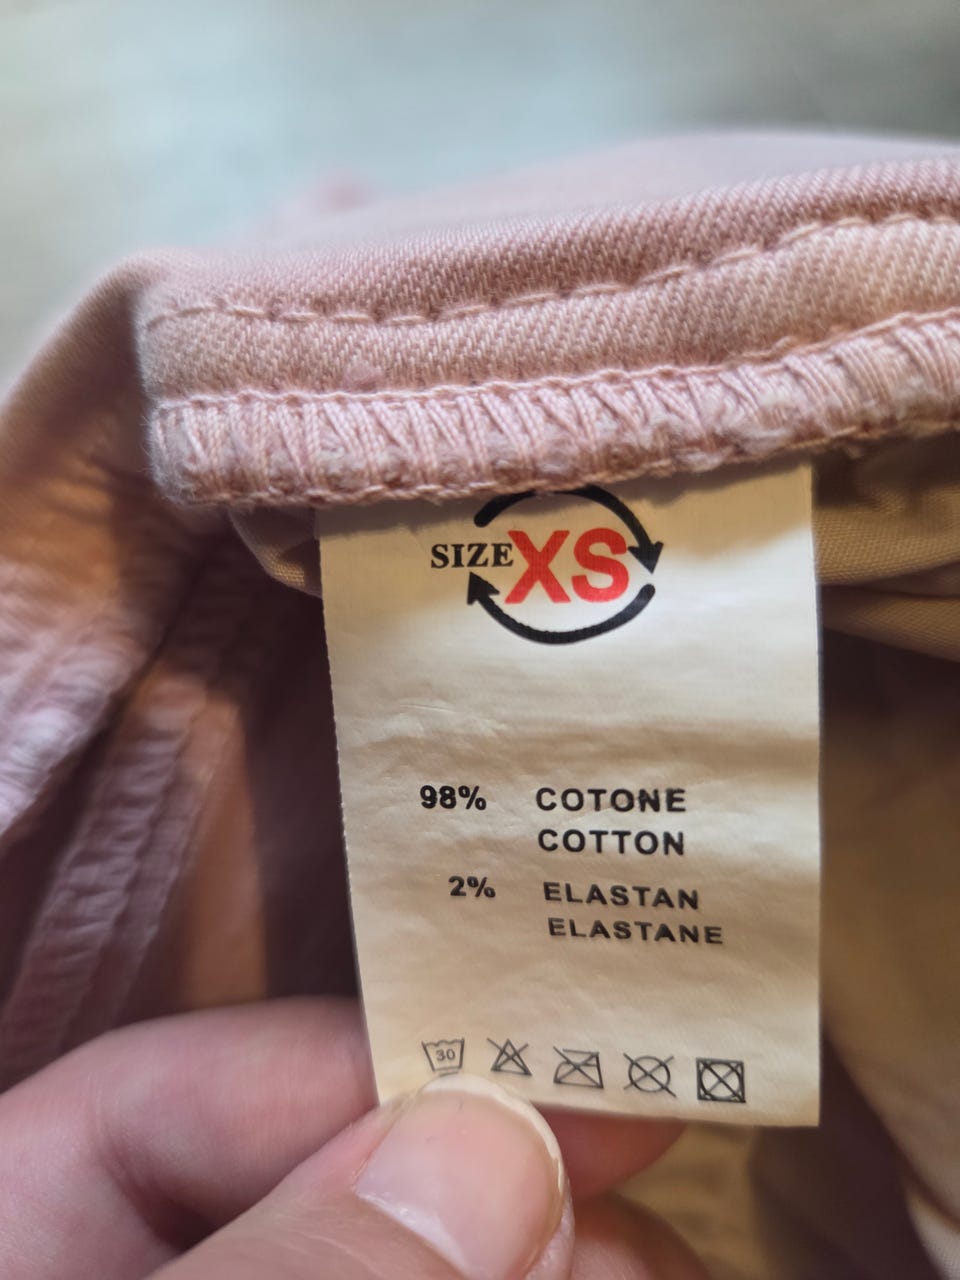 SIZE XS
98% COTONE
COTTON
2% ELASTAN
ELASTANE
30